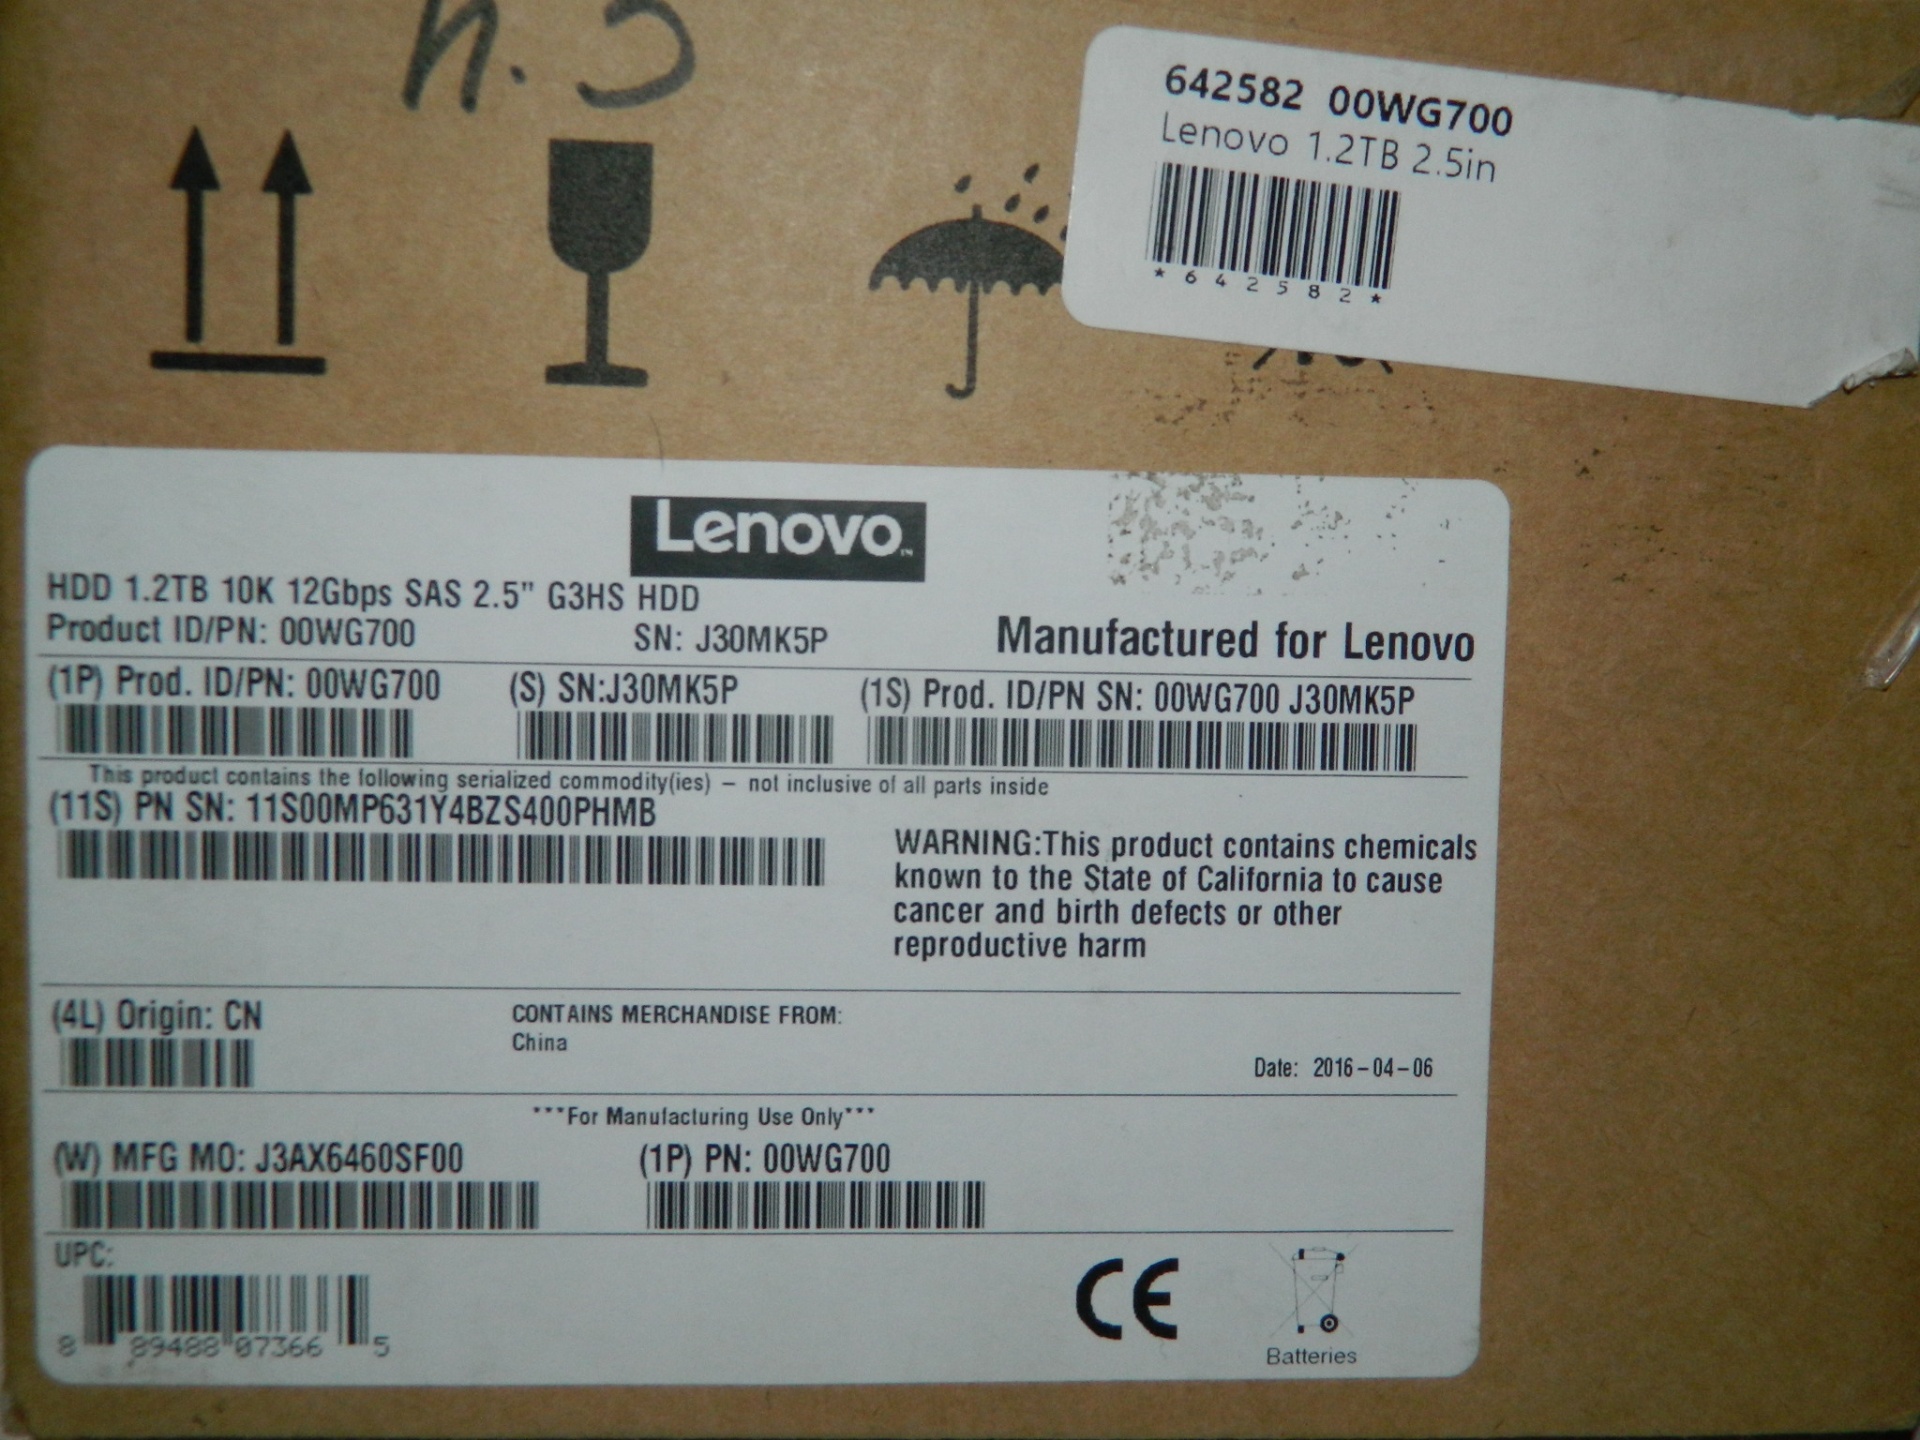 642582 00WG700
Lenovo 1.2TB 2.5in
*642582*
Lenovo™
HDD 1.2TB 10K 12Gbps SAS 2.5" G3HS HDD
Product ID/PN: 00WG700 SN: J30MK5P
Manufactured for Lenovo
(1P) Prod. ID/PN: 00WG700 (S) SN:J30MK5P (1S) Prod. ID/PN SN: 00WG700 J30MK5P
This product contains the following serialized commodity(ies) – not inclusive of all parts inside
(11S) PN SN: 11S00MP631Y4BZS400PHMB
WARNING:This product contains chemicals
known to the State of California to cause
cancer and birth defects or other
reproductive harm
(4L) Origin: CN
CONTAINS MERCHANDISE FROM:
China
Date: 2016-04-06
***For Manufacturing Use Only***
(W) MFG MO: J3AX6460SF00 (1P) PN: 00WG700
UPC:
8 89488 07366 5
CE
Batteries